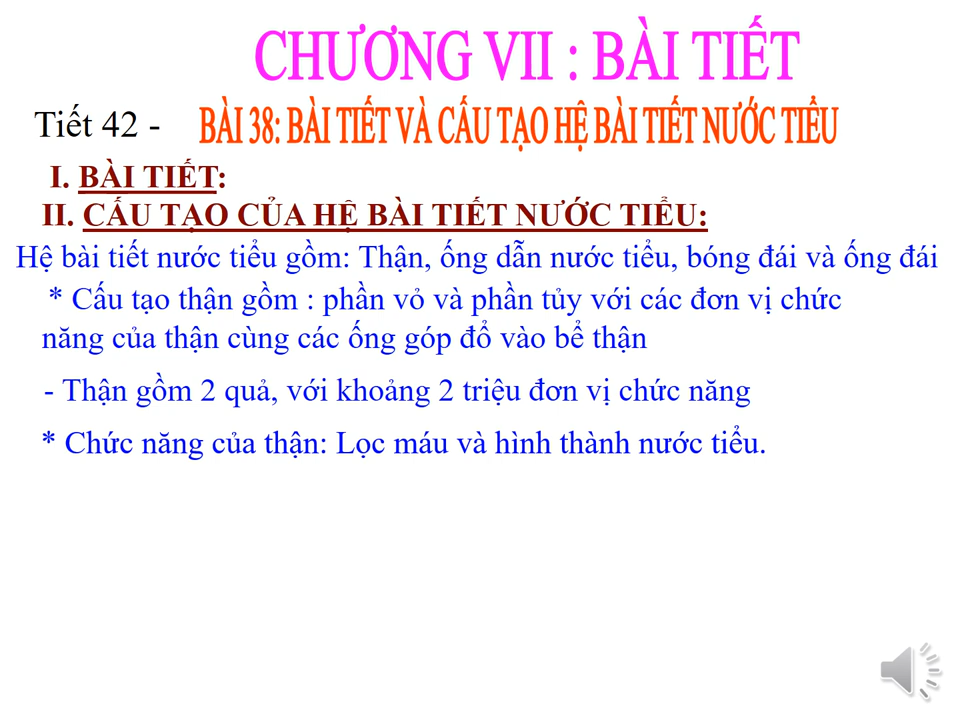 CHƯƠNG VII : BÀI TIẾT
Tiết 42 - BÀI 38: BÀI TIẾT VÀ CẤU TẠO HỆ BÀI TIẾT NƯỚC TIỂU
I. BÀI TIẾT:
II. CẤU TẠO CỦA HỆ BÀI TIẾT NƯỚC TIỂU:
Hệ bài tiết nước tiểu gồm: Thận, ống dẫn nước tiểu, bóng đái và ống đái
* Cấu tạo thận gồm : phần vỏ và phần tủy với các đơn vị chức
năng của thận cùng các ống góp đổ vào bể thận
- Thận gồm 2 quả, với khoảng 2 triệu đơn vị chức năng
* Chức năng của thận: Lọc máu và hình thành nước tiểu.